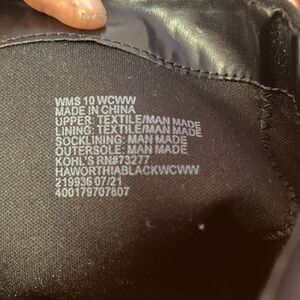 WMS 10 WCWW
MADE IN CHINA
UPPER: TEXTILE/MAN MADE
LINING: TEXTILE/MAN MADE
SOCKLINING: MAN MADE
OUTERSOLE: MAN MADE
KOHL'S RN#73277
HAWORTHIABLACKWCWW
219936 07/21
400179707807